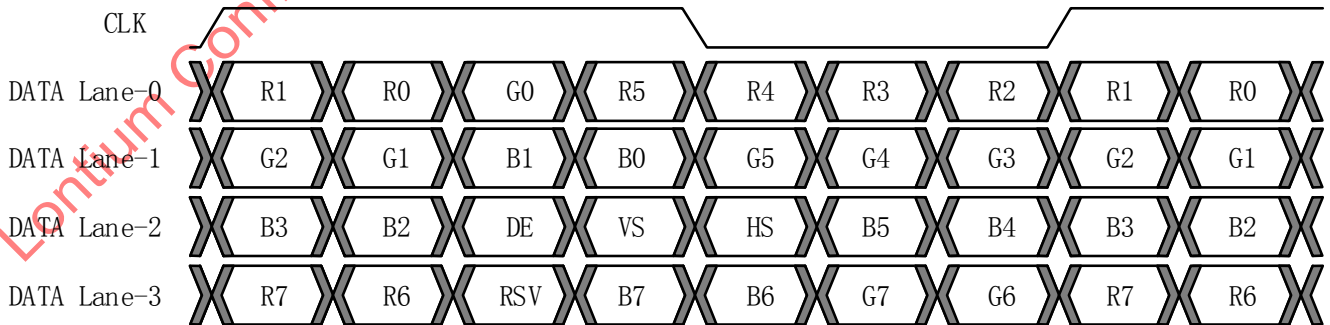 CLK
DATA Lane-0 R1 R0 G0 R5 R4 R3 R2 R1 R0
DATA Lane-1 G2 G1 B1 B0 G5 G4 G3 G2 G1
DATA Lane-2 B3 B2 DE VS HS B5 B4 B3 B2
DATA Lane-3 R7 R6 RSV B7 B6 G7 G6 R7 R6
Lontium